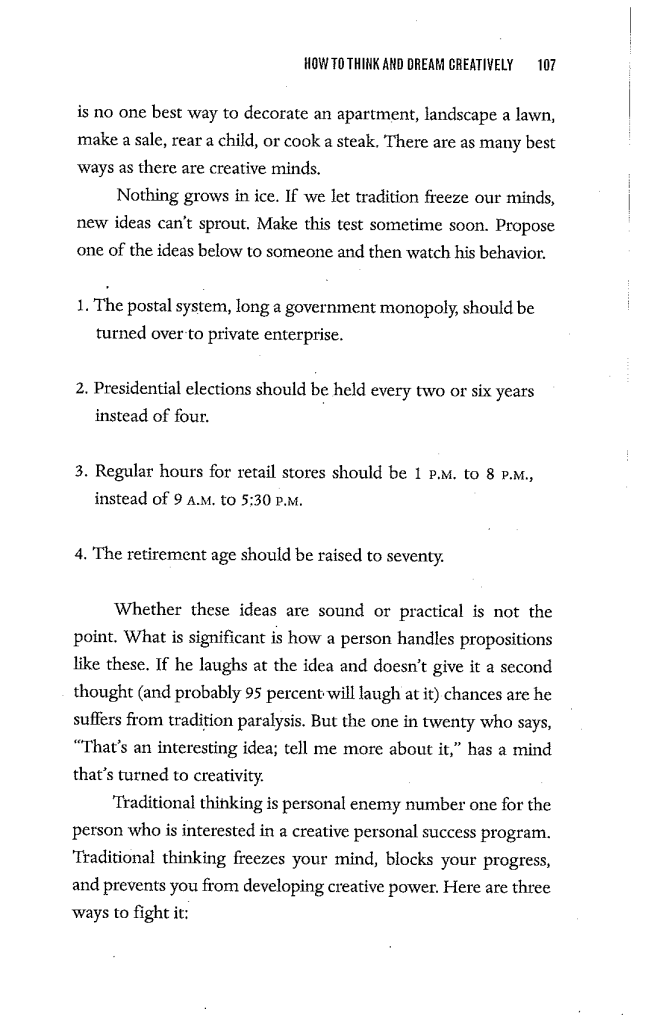 HOW TO THINK AND DREAM CREATIVELY 107
is no one best way to decorate an apartment, landscape a lawn,
make a sale, rear a child, or cook a steak. There are as many best
ways as there are creative minds.
Nothing grows in ice. If we let tradition freeze our minds,
new ideas can't sprout. Make this test sometime soon. Propose
one of the ideas below to someone and then watch his behavior.
1. The postal system, long a government monopoly, should be
turned over to private enterprise.
2. Presidential elections should be held every two or six years
instead of four.
3. Regular hours for retail stores should be 1 P.M. to 8 P.M.,
instead of 9 A.M. to 5:30 P.M.
4. The retirement age should be raised to seventy.
Whether these ideas are sound or practical is not the
point. What is significant is how a person handles propositions
like these. If he laughs at the idea and doesn't give it a second
thought (and probably 95 percent will laugh at it) chances are he
suffers from tradition paralysis. But the one in twenty who says,
"That's an interesting idea; tell me more about it," has a mind
that's turned to creativity.
Traditional thinking is personal enemy number one for the
person who is interested in a creative personal success program.
Traditional thinking freezes your mind, blocks your progress,
and prevents you from developing creative power. Here are three
ways to fight it: